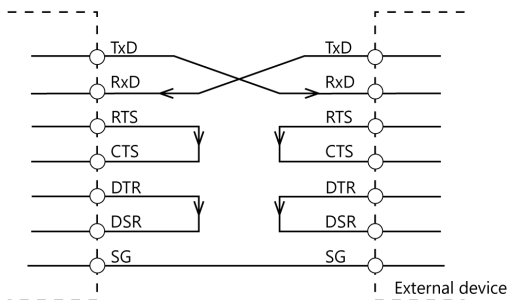 TxD TxD
RxD RxD
RTS RTS
CTS CTS
DTR DTR
DSR DSR
SG SG
External device